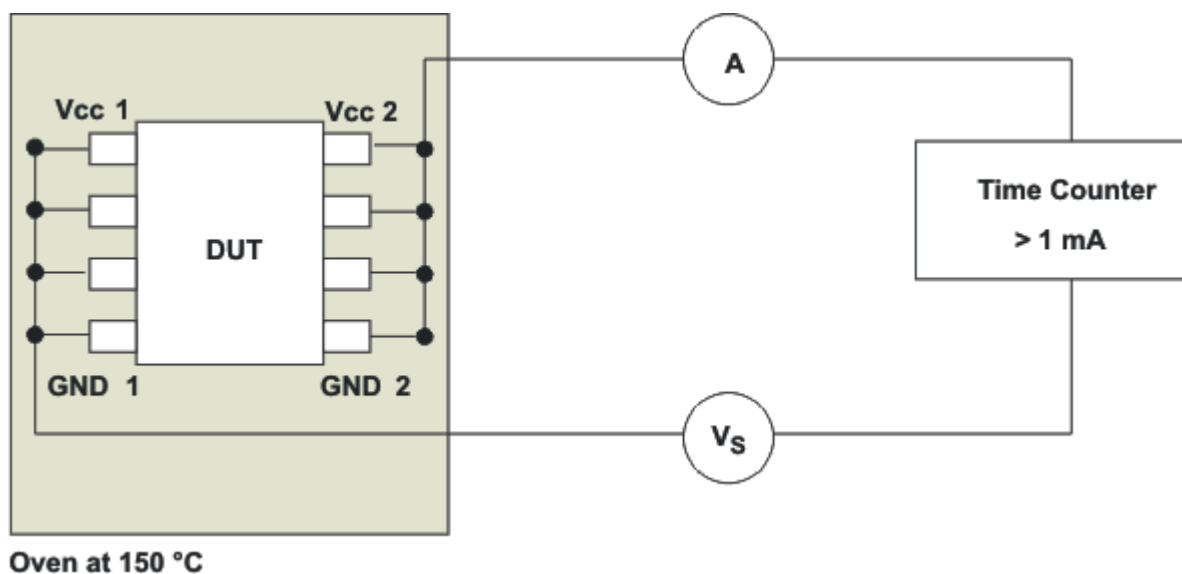 A
Vcc 1
Vcc 2
Time Counter
> 1 mA
DUT
GND 1
GND 2
VS
Oven at 150 °C